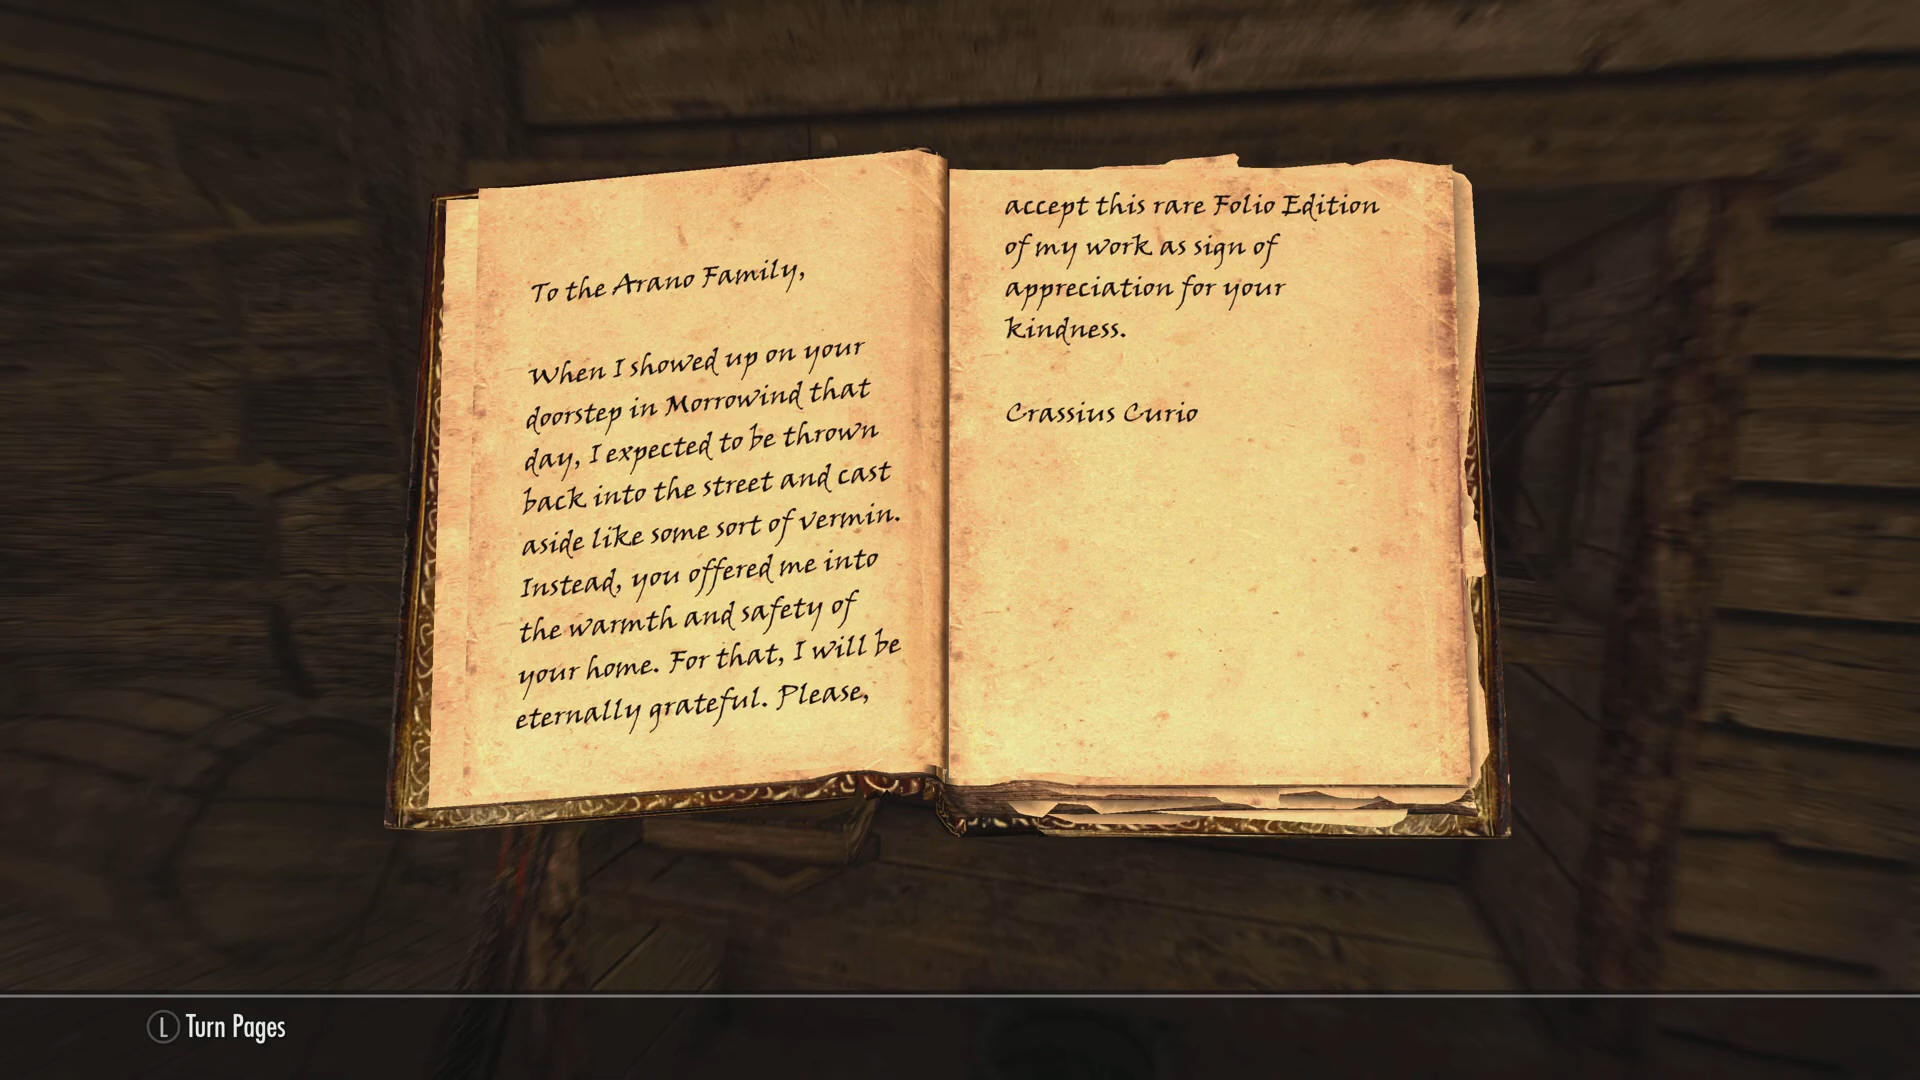 To the Arano Family,
When I showed up on your
doorstep in Morrowind that
day, I expected to be thrown
back into the street and cast
aside like some sort of vermin.
Instead, you offered me into
the warmth and safety of
your home. For that, I will be
eternally grateful. Please,
accept this rare Folio Edition
of my work as sign of
appreciation for your
kindness.
Crassius Curio
L Turn Pages